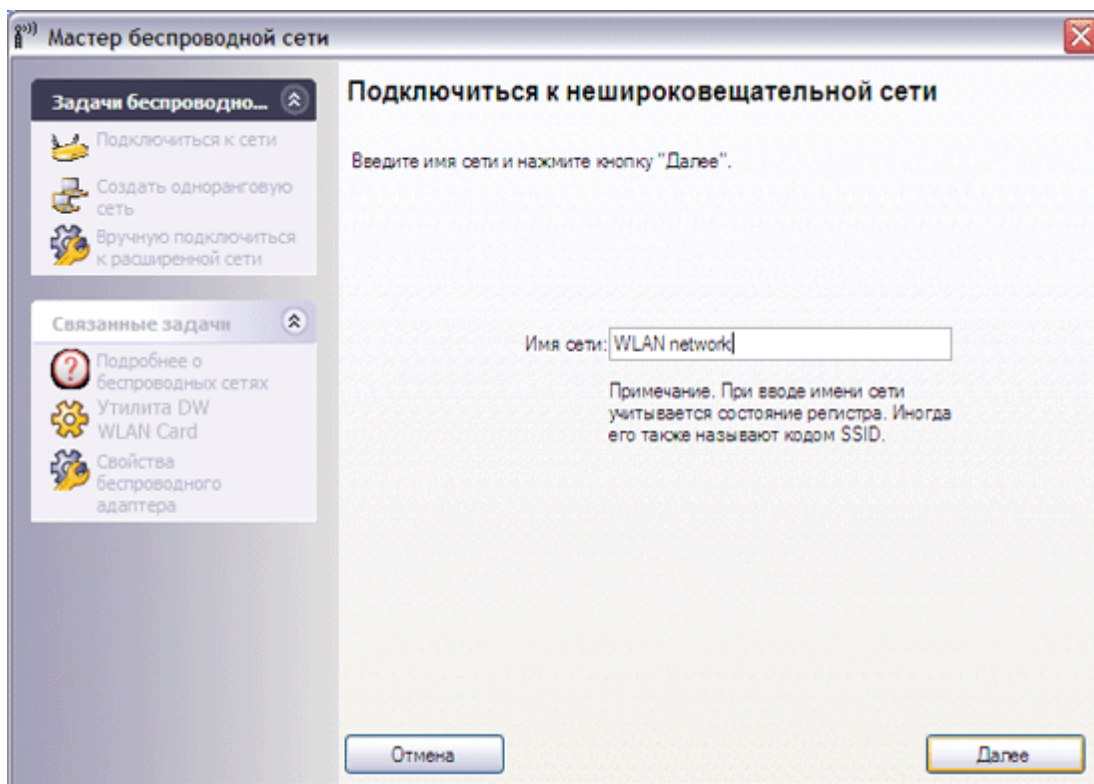 Мастер беспроводной сети
Задачи беспроводно...
Подключиться к сети
Создать одноранговую
сеть
Вручную подключиться
к расширенной сети
Связанные задачи
Подробнее о
беспроводных сетях
Утилита DW
WLAN Card
Свойства
беспроводного
адаптера
Подключиться к нешироковещательной сети
Введите имя сети и нажмите кнопку "Далее".
Имя сети: WLAN network
Примечание. При вводе имени сети
учитывается состояние регистра. Иногда
его также называют кодом SSID.
Отмена
Далее